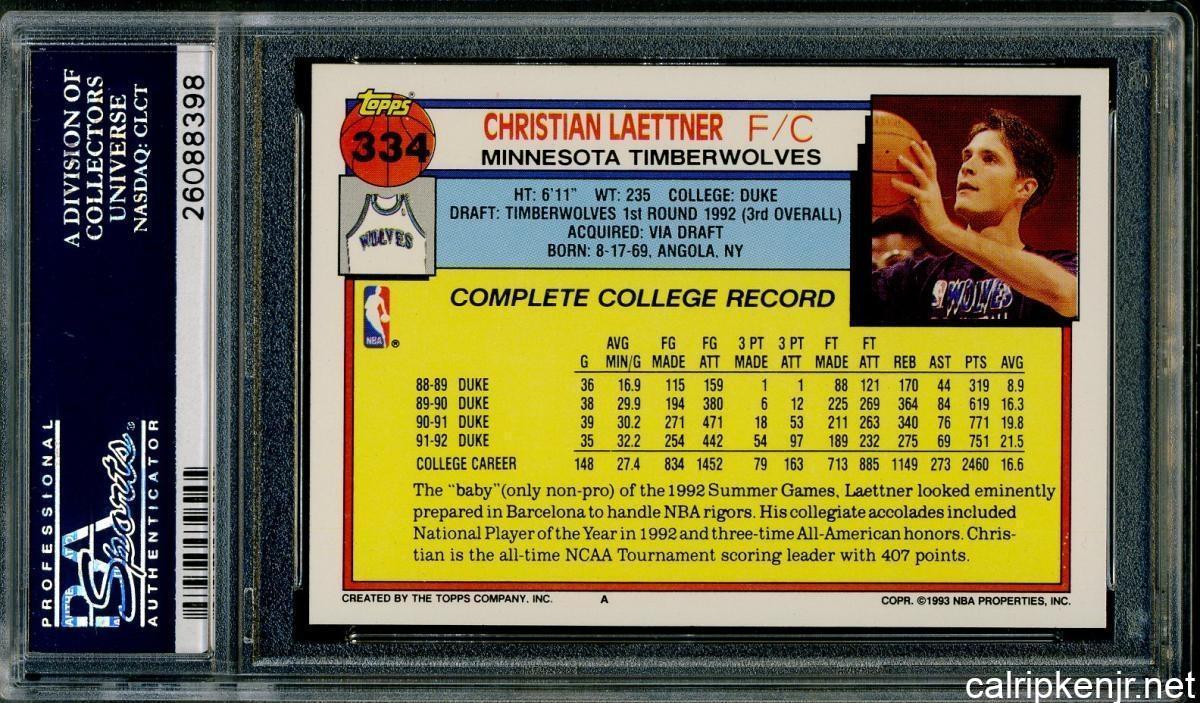 A DIVISION OF
COLLECTORS
UNIVERSE
NASDAQ: CLCT
26088398
PROFESSIONAL
PSA
Sports®
AUTHENTICATOR
Topps®
334
CHRISTIAN LAETTNER F/C
MINNESOTA TIMBERWOLVES
WOLVES
HT: 6'11" WT: 235 COLLEGE: DUKE
DRAFT: TIMBERWOLVES 1st ROUND 1992 (3rd OVERALL)
ACQUIRED: VIA DRAFT
BORN: 8-17-69, ANGOLA, NY
WOLVES
NBA ®
COMPLETE COLLEGE RECORD
AVG FG FG 3 PT 3 PT FT FT
G MIN/G MADE ATT MADE ATT MADE ATT REB AST PTS AVG
88-89 DUKE 36 16.9 115 159 1 1 88 121 170 44 319 8.9
89-90 DUKE 38 29.9 194 380 6 12 225 269 364 84 619 16.3
90-91 DUKE 39 30.2 271 471 18 53 211 263 340 76 771 19.8
91-92 DUKE 35 32.2 254 442 54 97 189 232 275 69 751 21.5
COLLEGE CAREER 148 27.4 834 1452 79 163 713 885 1149 273 2460 16.6
The "baby"(only non-pro) of the 1992 Summer Games, Laettner looked eminently
prepared in Barcelona to handle NBA rigors. His collegiate accolades included
National Player of the Year in 1992 and three-time All-American honors. Chris-
tian is the all-time NCAA Tournament scoring leader with 407 points.
CREATED BY THE TOPPS COMPANY, INC. A COPR. ©1993 NBA PROPERTIES, INC.
calripkenjr.net